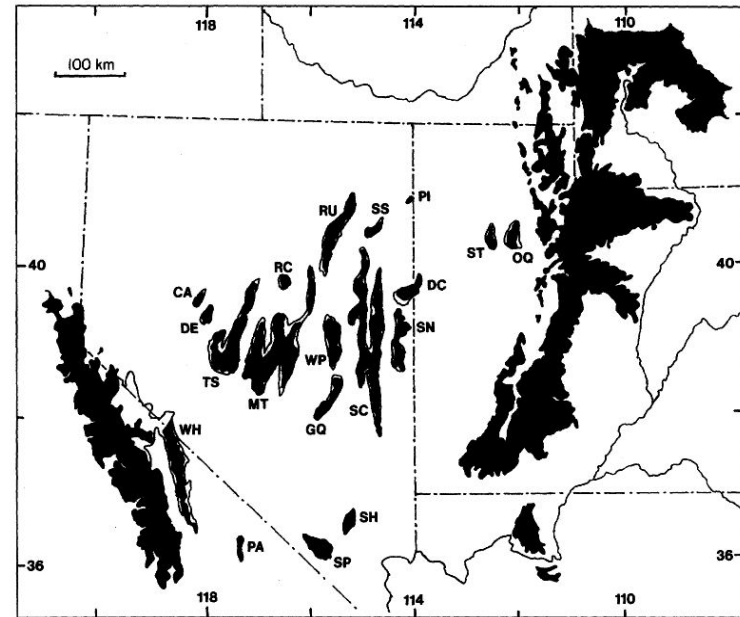 118
114
110
100 km
RU
SS
PI
ST
OQ
40
RC
40
CA
DC
DE
SN
WP
TS
MT
SC
GQ
WH
SH
PA
SP
36
36
118
114
110